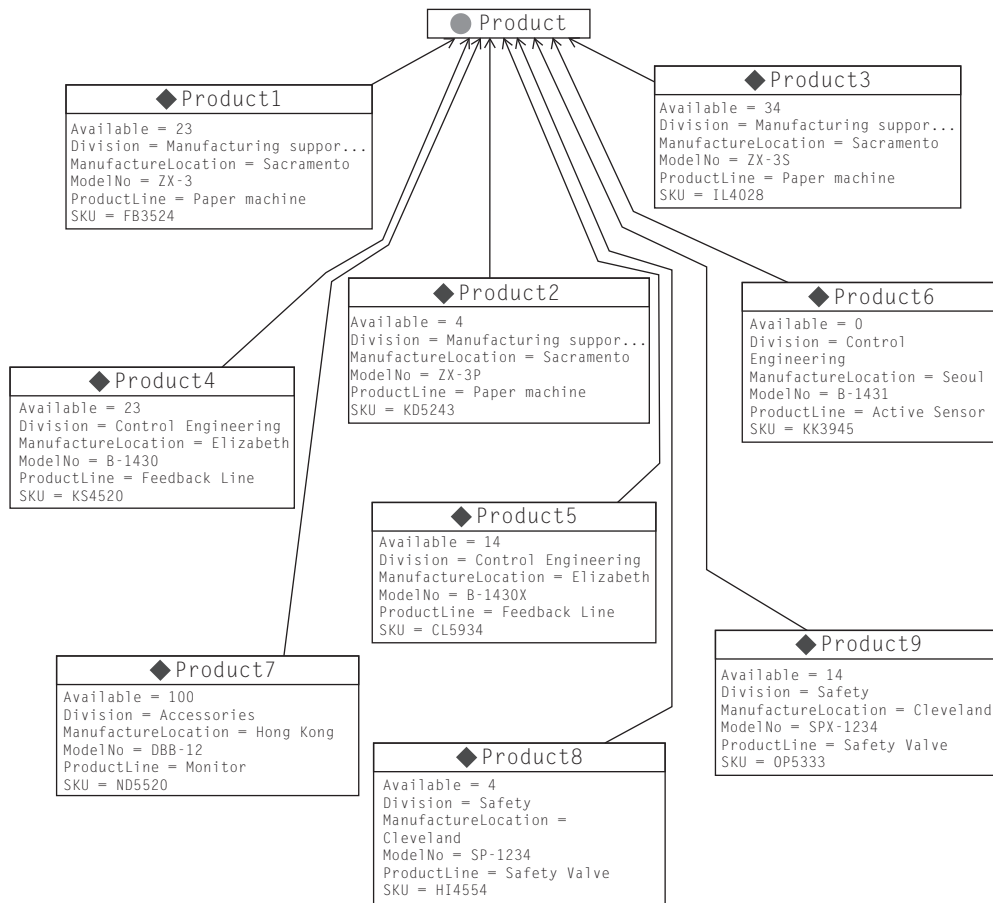 Product
Product1
Available = 23
Division = Manufacturing suppor...
ManufactureLocation = Sacramento
ModelNo = ZX-3
ProductLine = Paper machine
SKU = FB3524
Product3
Available = 34
Division = Manufacturing suppor...
ManufactureLocation = Sacramento
ModelNo = ZX-3S
ProductLine = Paper machine
SKU = IL4028
Product2
Available = 4
Division = Manufacturing suppor...
ManufactureLocation = Sacramento
ModelNo = ZX-3P
ProductLine = Paper machine
SKU = KD5243
Product6
Available = 0
Division = Control
Engineering
ManufactureLocation = Seoul
ModelNo = B-1431
ProductLine = Active Sensor
SKU = KK3945
Product4
Available = 23
Division = Control Engineering
ManufactureLocation = Elizabeth
ModelNo = B-1430
ProductLine = Feedback Line
SKU = KS4520
Product5
Available = 14
Division = Control Engineering
ManufactureLocation = Elizabeth
ModelNo = B-1430X
ProductLine = Feedback Line
SKU = CL5934
Product7
Available = 100
Division = Accessories
ManufactureLocation = Hong Kong
ModelNo = DBB-12
ProductLine = Monitor
SKU = ND5520
Product9
Available = 14
Division = Safety
ManufactureLocation = Cleveland
ModelNo = SPX-1234
ProductLine = Safety Valve
SKU = OP5333
Product8
Available = 4
Division = Safety
ManufactureLocation =
Cleveland
ModelNo = SP-1234
ProductLine = Safety Valve
SKU = HI4554